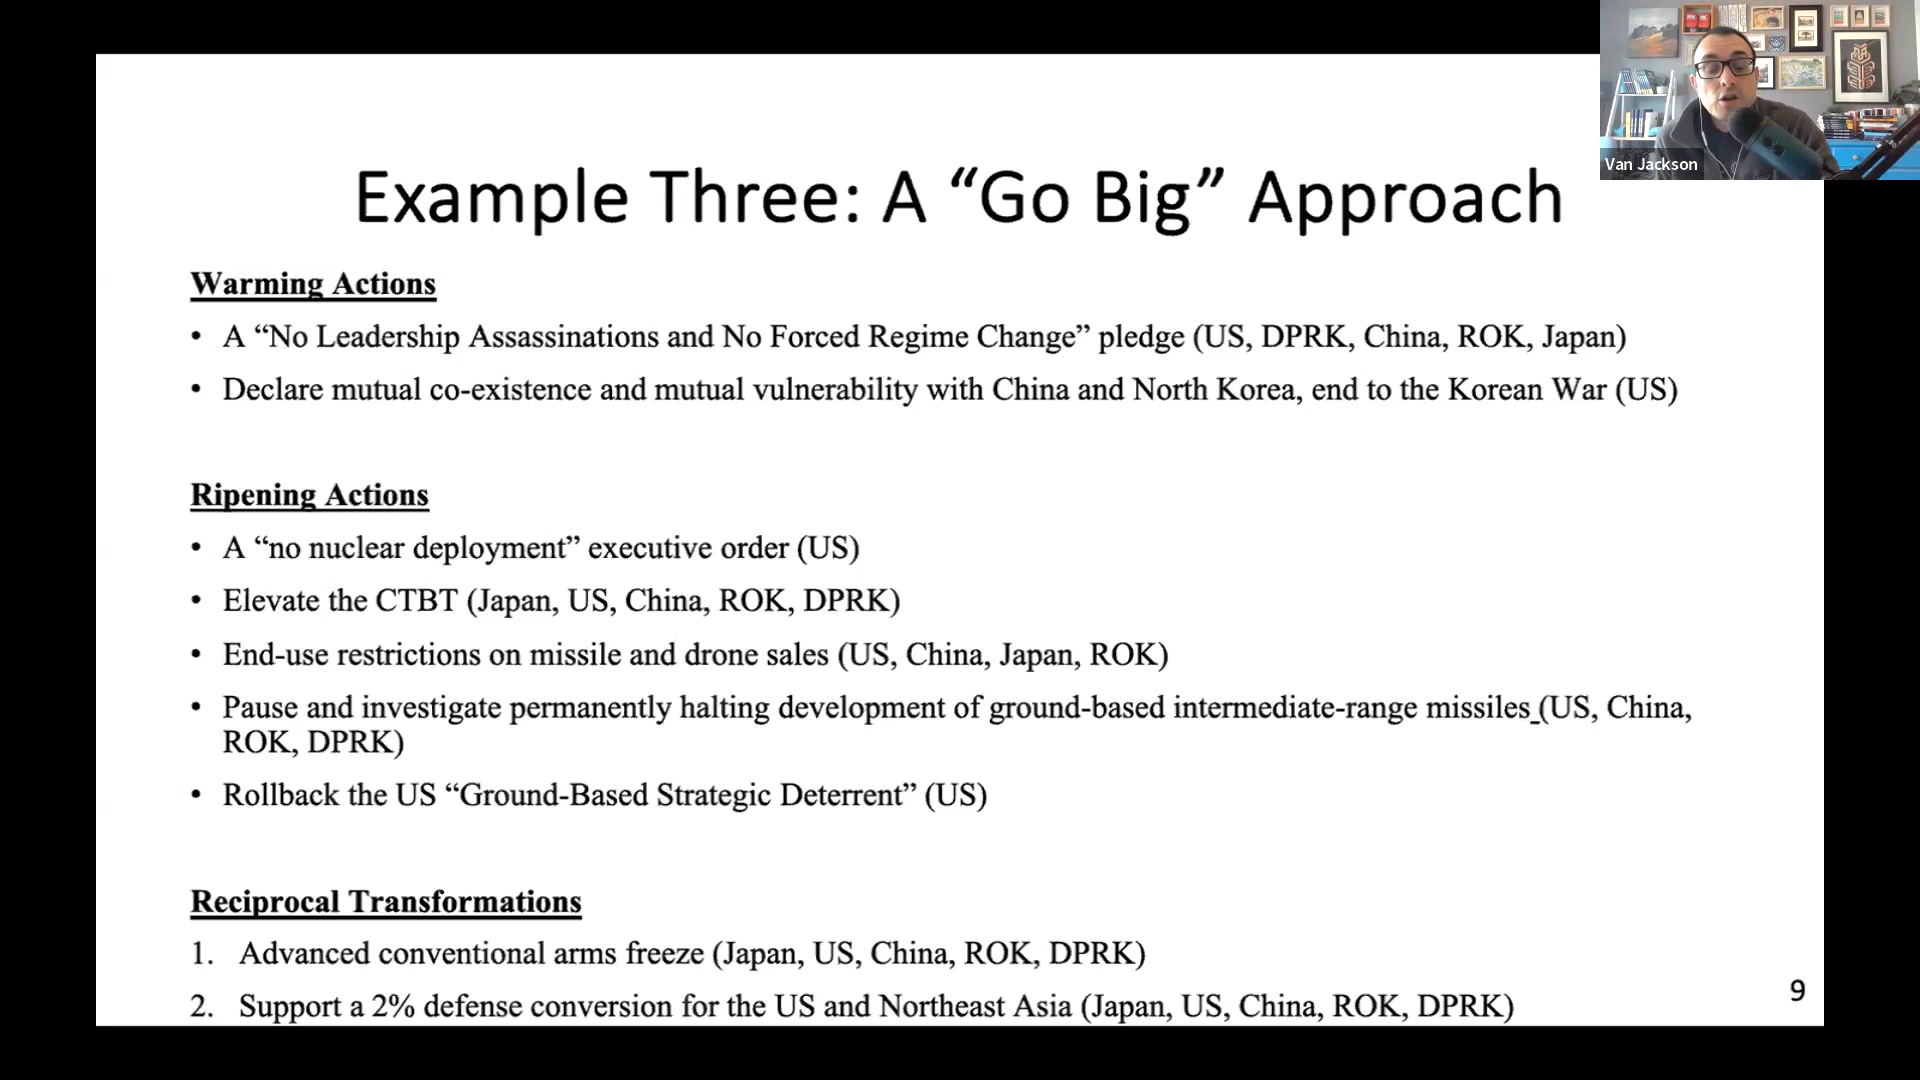 Van Jackson
Example Three: A “Go Big” Approach
Warming Actions
• A “No Leadership Assassinations and No Forced Regime Change” pledge (US, DPRK, China, ROK, Japan)
• Declare mutual co-existence and mutual vulnerability with China and North Korea, end to the Korean War (US)
Ripening Actions
• A “no nuclear deployment” executive order (US)
• Elevate the CTBT (Japan, US, China, ROK, DPRK)
• End-use restrictions on missile and drone sales (US, China, Japan, ROK)
• Pause and investigate permanently halting development of ground-based intermediate-range missiles (US, China,
ROK, DPRK)
• Rollback the US “Ground-Based Strategic Deterrent” (US)
Reciprocal Transformations
1. Advanced conventional arms freeze (Japan, US, China, ROK, DPRK)
2. Support a 2% defense conversion for the US and Northeast Asia (Japan, US, China, ROK, DPRK)
9